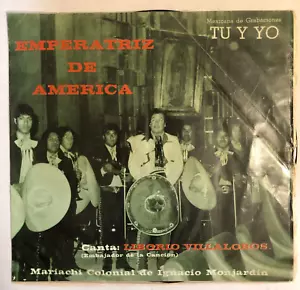 Maestros de Grabaciones
TU Y YO
EMPERATRIZ
DE
AMERICA
Canta: LIBORIO VILLALOBOS.
(Embajador de la Canción)
Mariachi Colonial de Ignacio Monjardin